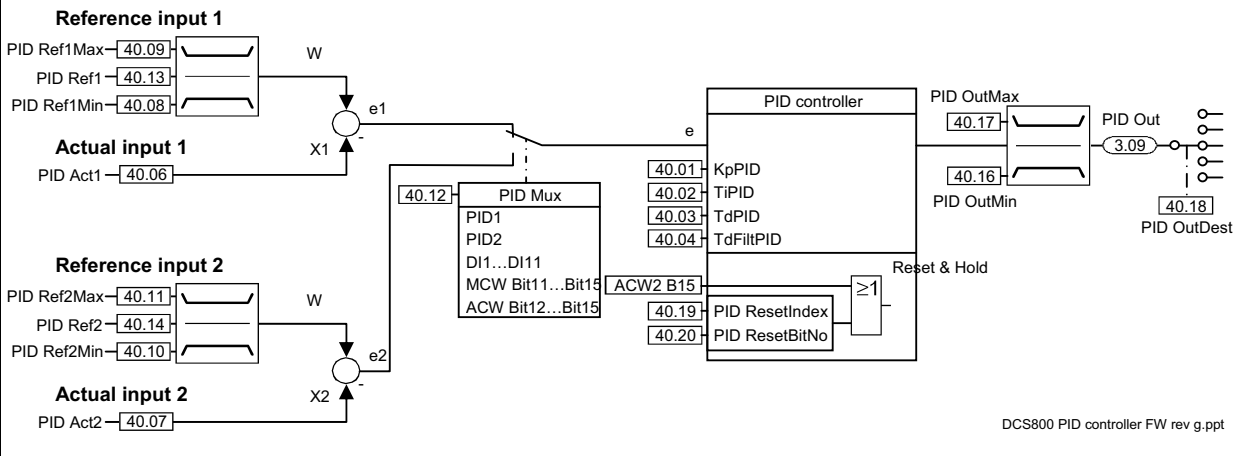 Reference input 1
PID Ref1Max 40.09
W
PID Ref1 40.13
PID Ref1Min 40.08
e1
-
Actual input 1
X1
PID Act1 40.06
40.12 PID Mux
PID1
PID2
DI1...DI11
MCW Bit11...Bit15
ACW Bit12...Bit15
Reference input 2
PID Ref2Max 40.11
W
PID Ref2 40.14
PID Ref2Min 40.10
e2
-
Actual input 2
X2
PID Act2 40.07
PID controller
e
40.01 KpPID
40.02 TiPID
40.03 TdPID
40.04 TdFiltPID
Reset & Hold
ACW2 B15
≥1
40.19 PID ResetIndex
40.20 PID ResetBitNo
PID OutMax
40.17
PID Out
3.09
40.16
PID OutMin
40.18
PID OutDest
DCS800 PID controller FW rev g.ppt